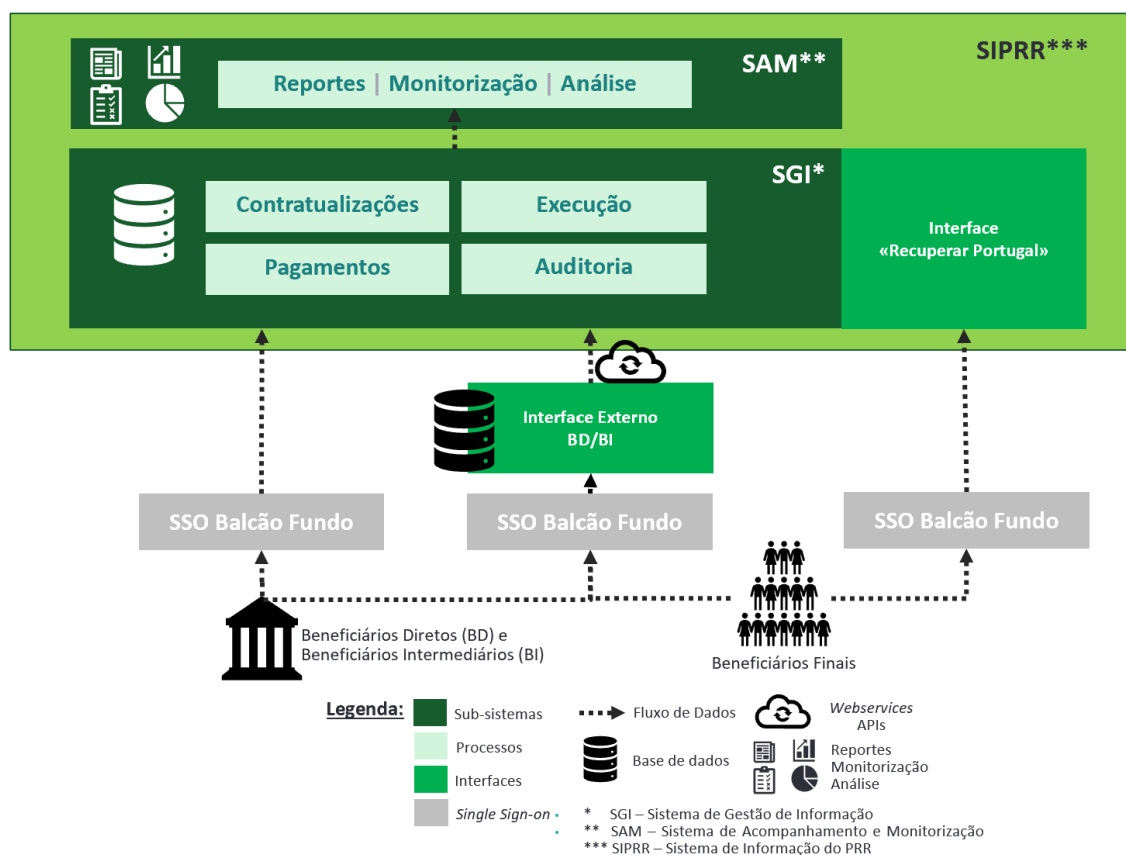 SIPRR***
SAM**
Reportes | Monitorização | Análise
SGI*
Contratualizações
Execução
Pagamentos
Auditoria
Interface
«Recuperar Portugal»
Interface Externo
BD/BI
SSO Balcão Fundo
SSO Balcão Fundo
SSO Balcão Fundo
Beneficiários Diretos (BD) e
Beneficiários Intermediários (BI)
Beneficiários Finais
Legenda:
Sub-sistemas
Processos
Interfaces
Single Sign-on
Fluxo de Dados
Base de dados
Webservices
APIs
Reportes
Monitorização
Análise
* SGI – Sistema de Gestão de Informação
** SAM – Sistema de Acompanhamento e Monitorização
*** SIPRR – Sistema de Informação do PRR